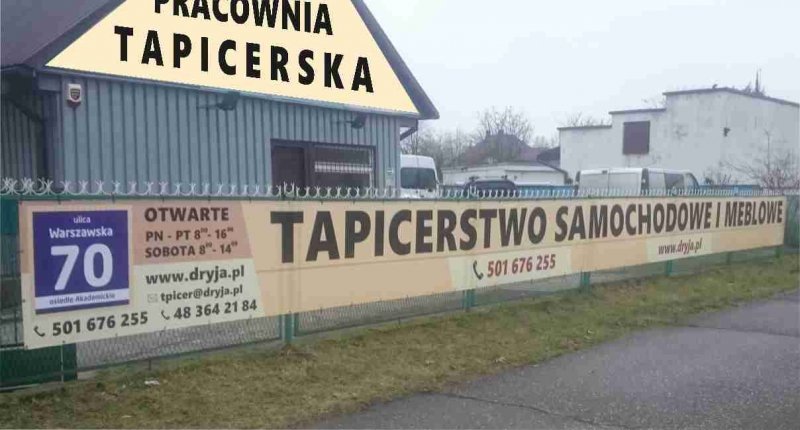 PRACOWNIA
TAPICERSKA
ulica
Warszawska
70
osiedle Akademickie
501 676 255
OTWARTE
PN - PT 8⁰⁰- 16⁰⁰
SOBOTA 8⁰⁰- 14⁰⁰
www.dryja.pl
tpicer@dryja.pl
48 364 21 84
TAPICERSTWO SAMOCHODOWE I MEBLOWE
501 676 255
www.dryja.pl